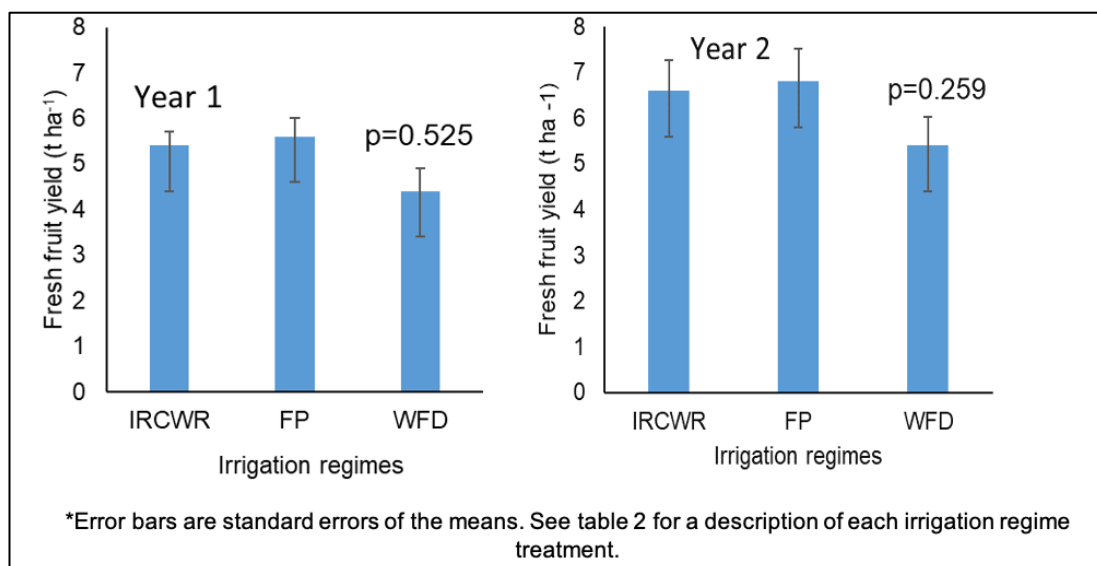 8
7
6
5
4
3
2
1
0
Fresh fruit yield (t ha-1)
Year 1
p=0.525
IRCWR FP WFD
Irrigation regimes
8
7
6
5
4
3
2
1
0
Fresh fruit yield (t ha -1)
Year 2
p=0.259
IRCWR FP WFD
Irrigation regimes
*Error bars are standard errors of the means. See table 2 for a description of each irrigation regime
treatment.